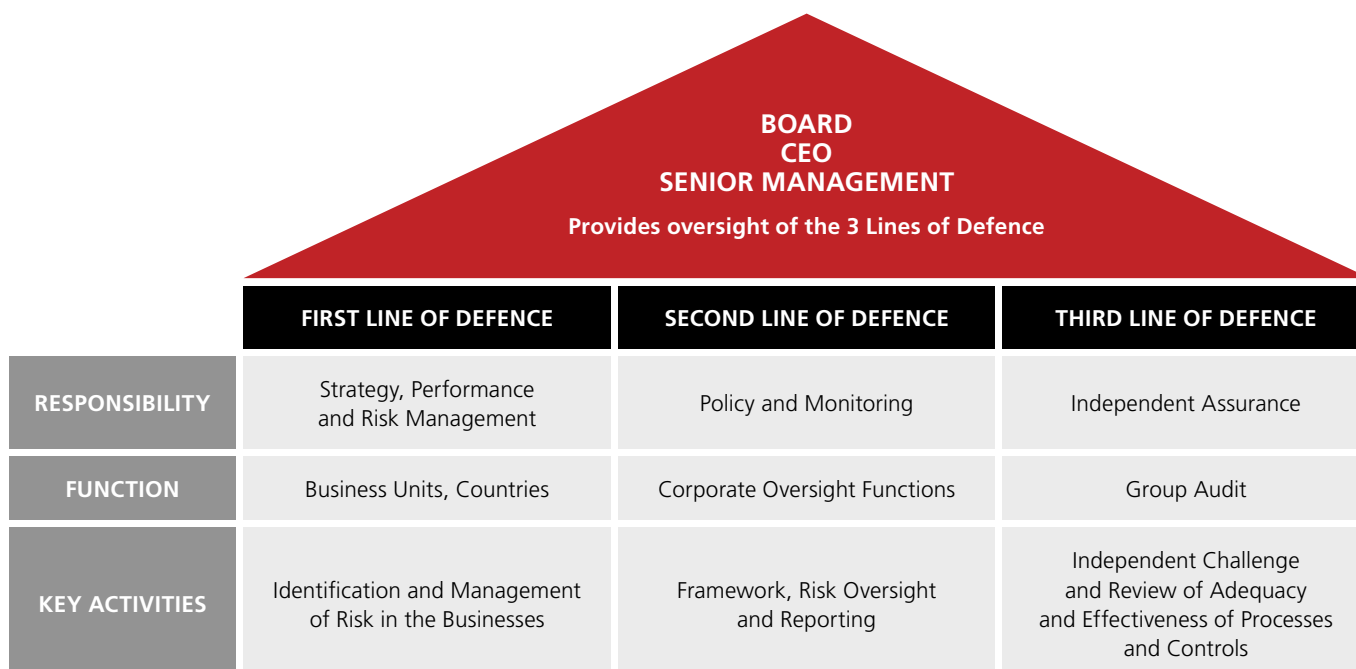 BOARD
CEO
SENIOR MANAGEMENT
Provides oversight of the 3 Lines of Defence
FIRST LINE OF DEFENCE
SECOND LINE OF DEFENCE
THIRD LINE OF DEFENCE
RESPONSIBILITY
Strategy, Performance
and Risk Management
Policy and Monitoring
Independent Assurance
FUNCTION
Business Units, Countries
Corporate Oversight Functions
Group Audit
KEY ACTIVITIES
Identification and Management
of Risk in the Businesses
Framework, Risk Oversight
and Reporting
Independent Challenge
and Review of Adequacy
and Effectiveness of Processes
and Controls